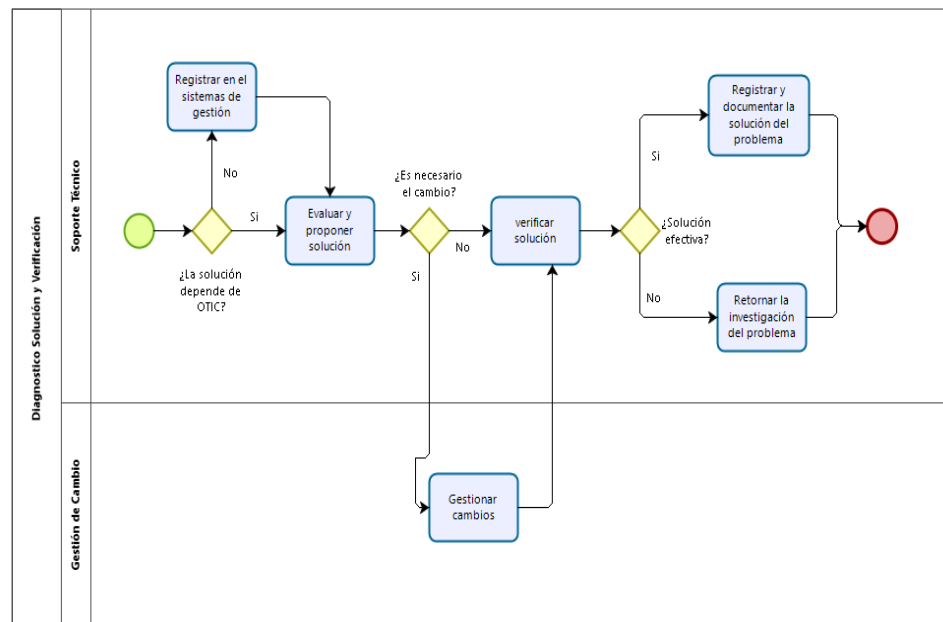 Diagnostico Solución y Verificación
Soporte Técnico
Registrar en el
sistemas de
gestión
No
¿La solución
depende de
OTIC?
Si
Evaluar y
proponer
solución
¿Es necesario
el cambio?
No
Si
verificar
solución
¿Solución
efectiva?
Si
Registrar y
documentar la
solución del
problema
No
Retornar la
investigación
del problema
Gestión de Cambio
Gestionar
cambios